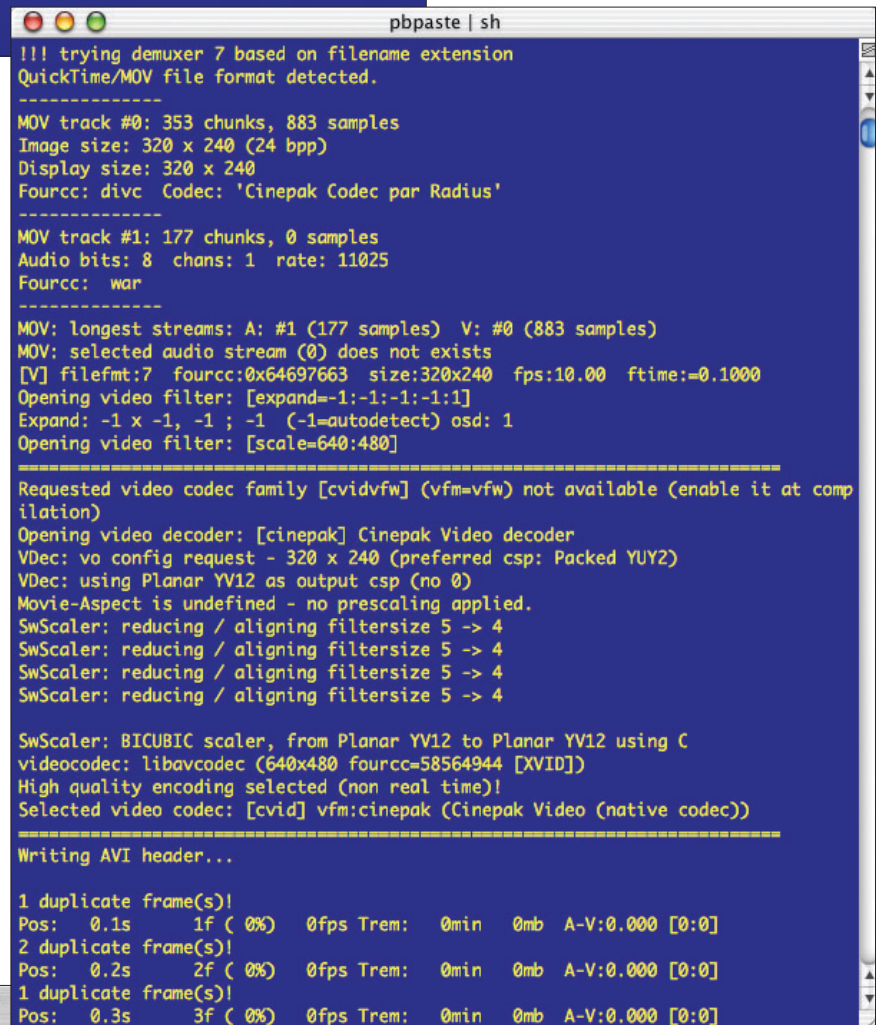 pbpaste | sh
!!! trying demuxer 7 based on filename extension
QuickTime/MOV file format detected.
--------------
MOV track #0: 353 chunks, 883 samples
Image size: 320 x 240 (24 bpp)
Display size: 320 x 240
Fourcc: divc  Codec: 'Cinepak Codec par Radius'
--------------
MOV track #1: 177 chunks, 0 samples
Audio bits: 8  chans: 1  rate: 11025
Fourcc:  war
--------------
MOV: longest streams: A: #1 (177 samples)  V: #0 (883 samples)
MOV: selected audio stream (0) does not exists
[V] filefmt:7  fourcc:0x64697663  size:320x240  fps:10.00  ftime:=0.1000
Opening video filter: [expand=-1:-1:-1:-1:1]
Expand: -1 x -1, -1 ; -1  (-1=autodetect) osd: 1
Opening video filter: [scale=640:480]
==========================================================================
Requested video codec family [cvidvfw] (vfm=vfw) not available (enable it at comp
ilation)
Opening video decoder: [cinepak] Cinepak Video decoder
VDec: vo config request - 320 x 240 (preferred csp: Packed YUY2)
VDec: using Planar YV12 as output csp (no 0)
Movie-Aspect is undefined - no prescaling applied.
SwScaler: reducing / aligning filtersize 5 -> 4
SwScaler: reducing / aligning filtersize 5 -> 4
SwScaler: reducing / aligning filtersize 5 -> 4
SwScaler: reducing / aligning filtersize 5 -> 4

SwScaler: BICUBIC scaler, from Planar YV12 to Planar YV12 using C
videocodec: libavcodec (640x480 fourcc=58564944 [XVID])
High quality encoding selected (non real time)!
Selected video codec: [cvid] vfm:cinepak (Cinepak Video (native codec))
==========================================================================
Writing AVI header...

1 duplicate frame(s)!
Pos:   0.1s      1f ( 0%)   0fps Trem:   0min   0mb  A-V:0.000 [0:0]
2 duplicate frame(s)!
Pos:   0.2s      2f ( 0%)   0fps Trem:   0min   0mb  A-V:0.000 [0:0]
1 duplicate frame(s)!
Pos:   0.3s      3f ( 0%)   0fps Trem:   0min   0mb  A-V:0.000 [0:0]